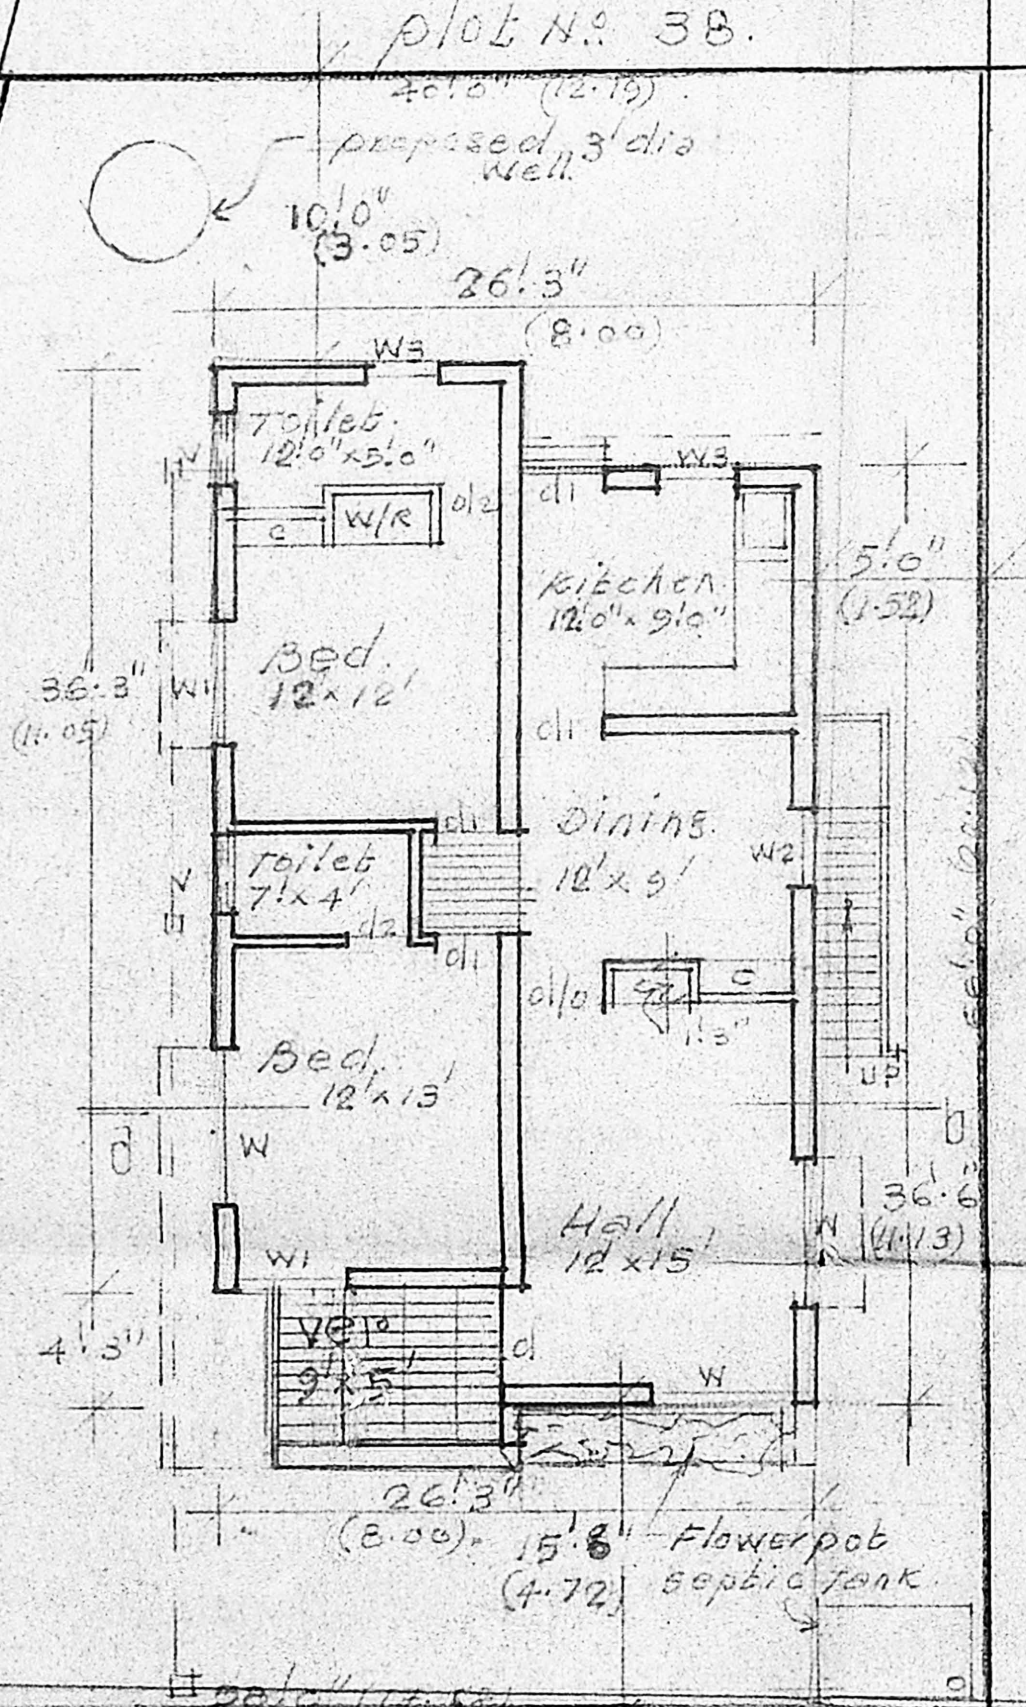 plot No. 38.
40'.0" (12.19).
proposed 3' dia
well.
10'.0"
(3.05)
26'.3"
(8.00)
W3
Toilet.
12'.0"x5'.0"
V
W3
d1
d2
W/R
C
5'.0"
(1.52)
Kitchen
12'.0"x9'.0"
Bed.
12'x12'
36'.3"
(11.05)
W1
d1
d1
Dining.
12'x9'
W2
Toilet
7'x4'
V
d2
d1
d/o
C
1'.3"
UP
Bed.
12'x13'
W
b
36'.6"
(11.13)
Hall
12'x15'
W1
4'.3"
Ver
9'x5'
d
W
26'.3"
(8.00).
15'.6"
(4.72)
Flowerpot
septic Tank.